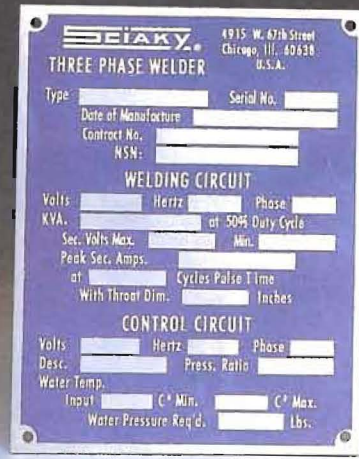 SCIAKY® 4915 W. 67th Street
Chicago, Ill. 60638
THREE PHASE WELDER U.S.A.
Type Serial No.
Date of Manufacture
Contract No.
NSN:
WELDING CIRCUIT
Volts Hertz Phase
KVA. at 50% Duty Cycle
Sec. Volts Max. Min.
Peak Sec. Amps.
at Cycles Pulse Time
With Throat Dim. Inches
CONTROL CIRCUIT
Volts Hertz Phase
Desc. Press. Ratio
Water Temp.
Input C° Min. C° Max.
Water Pressure Req'd. Lbs.